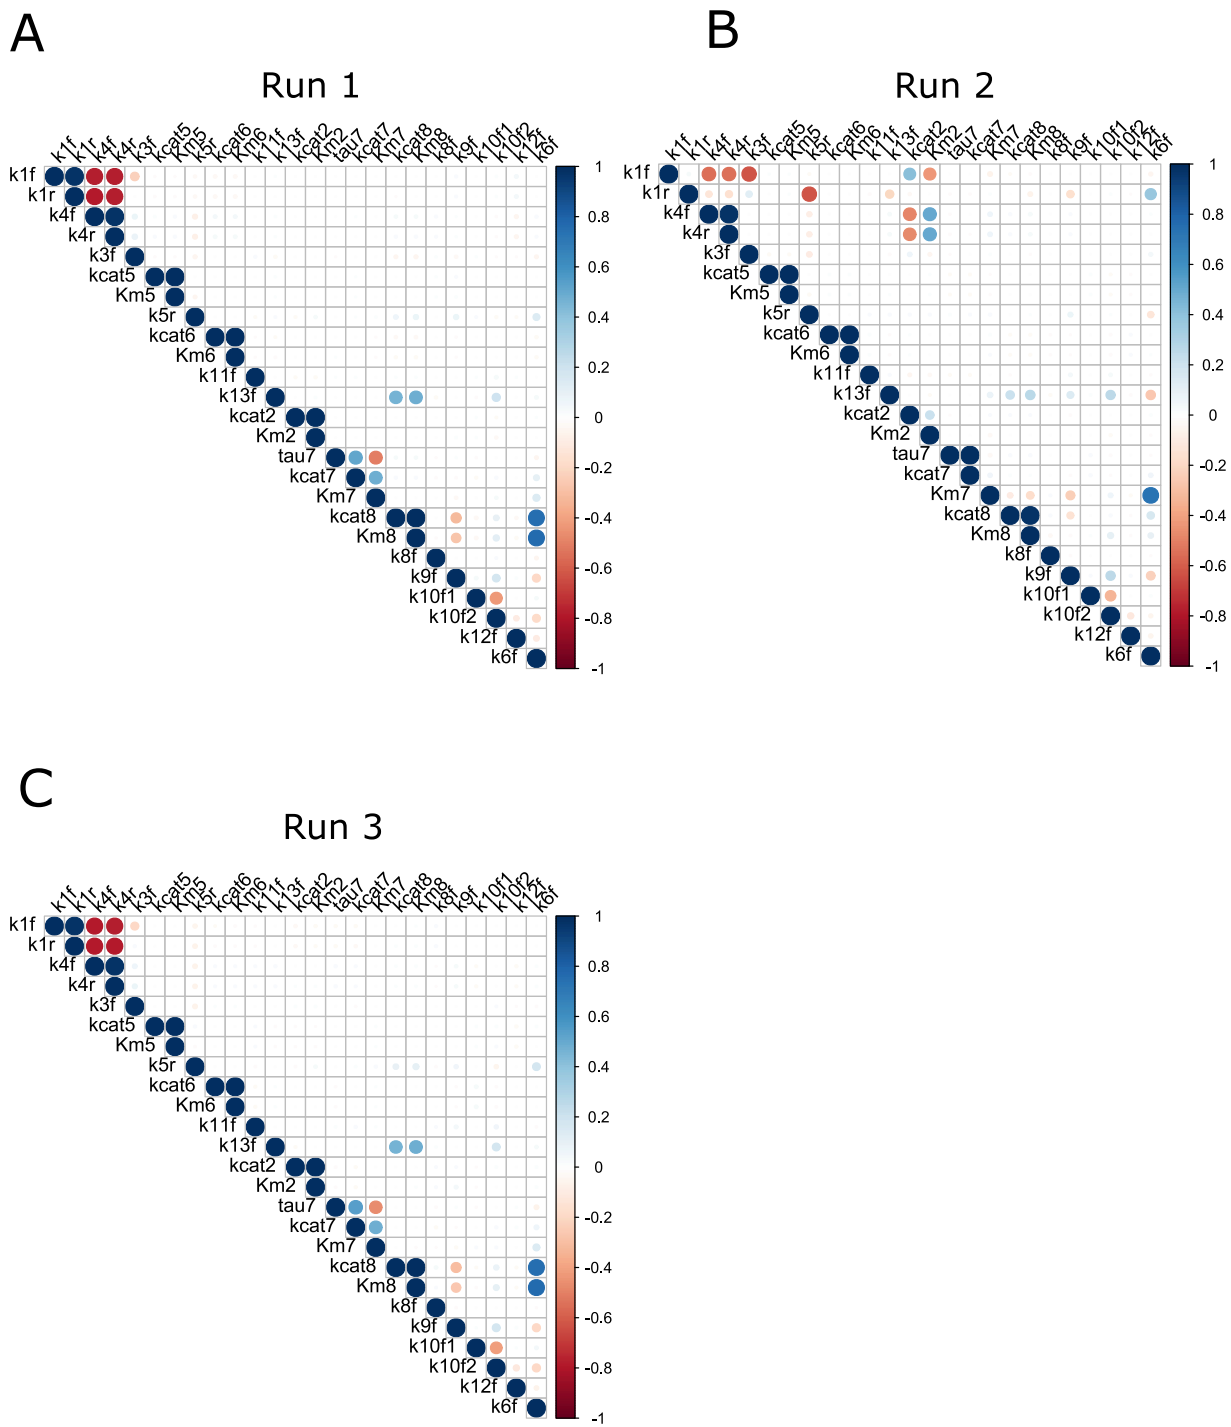 A
Run 1
k1f k1r k4f k4r k3f kcat5 Km5 k5r kcat6 Km6 k11f k13f kcat2 Km2 tau7 kcat7 Km7 kcat8 Km8 k8f k9f k10f1 k10f2 k12f k6f
k1f
k1r
k4f
k4r
k3f
kcat5
Km5
k5r
kcat6
Km6
k11f
k13f
kcat2
Km2
tau7
kcat7
Km7
kcat8
Km8
k8f
k9f
k10f1
k10f2
k12f
k6f
1
0.8
0.6
0.4
0.2
0
-0.2
-0.4
-0.6
-0.8
-1
B
Run 2
k1f k1r k4f k4r k3f kcat5 Km5 k5r kcat6 Km6 k11f k13f kcat2 Km2 tau7 kcat7 Km7 kcat8 Km8 k8f k9f k10f1 k10f2 k12f k6f
k1f
k1r
k4f
k4r
k3f
kcat5
Km5
k5r
kcat6
Km6
k11f
k13f
kcat2
Km2
tau7
kcat7
Km7
kcat8
Km8
k8f
k9f
k10f1
k10f2
k12f
k6f
1
0.8
0.6
0.4
0.2
0
-0.2
-0.4
-0.6
-0.8
-1
C
Run 3
k1f k1r k4f k4r k3f kcat5 Km5 k5r kcat6 Km6 k11f k13f kcat2 Km2 tau7 kcat7 Km7 kcat8 Km8 k8f k9f k10f1 k10f2 k12f k6f
k1f
k1r
k4f
k4r
k3f
kcat5
Km5
k5r
kcat6
Km6
k11f
k13f
kcat2
Km2
tau7
kcat7
Km7
kcat8
Km8
k8f
k9f
k10f1
k10f2
k12f
k6f
1
0.8
0.6
0.4
0.2
0
-0.2
-0.4
-0.6
-0.8
-1